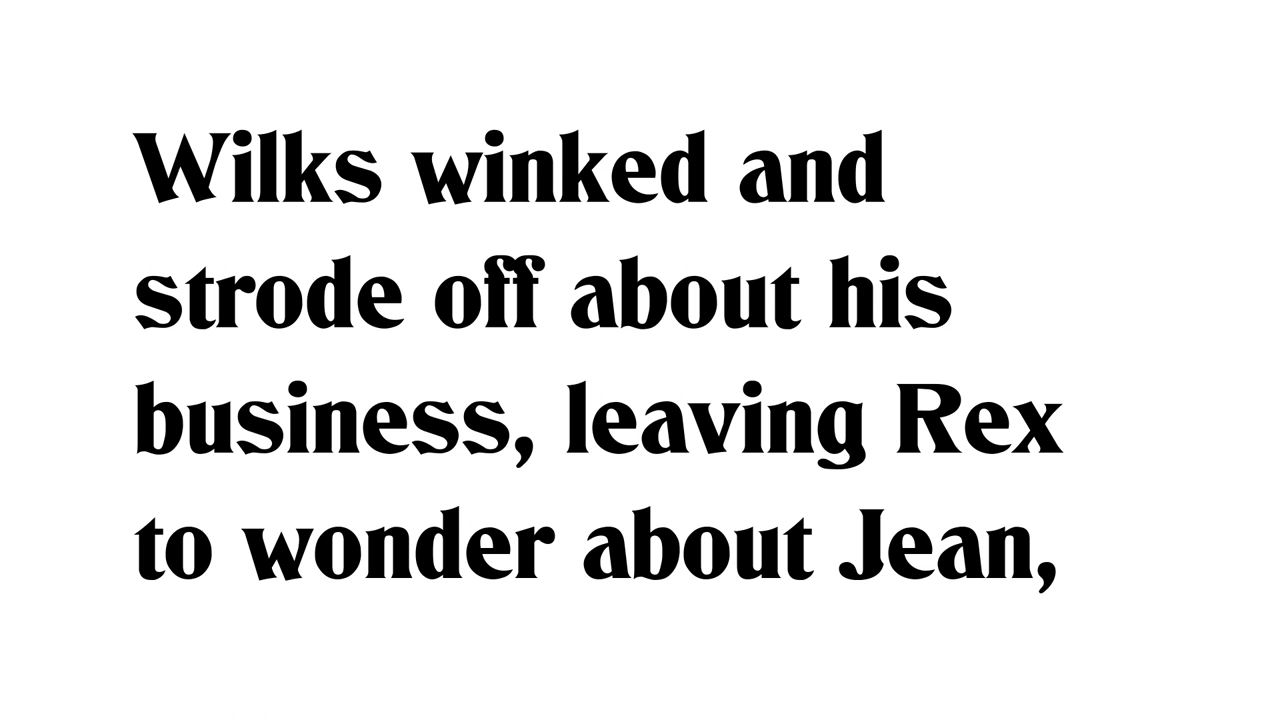 Wilks winked and
strode off about his
business, leaving Rex
to wonder about Jean,